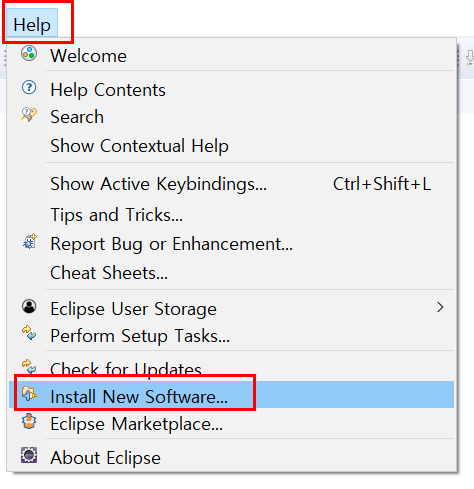 Help
Welcome
Help Contents
Search
Show Contextual Help
Show Active Keybindings... Ctrl+Shift+L
Tips and Tricks...
Report Bug or Enhancement...
Cheat Sheets...
Eclipse User Storage
Perform Setup Tasks...
Check for Updates
Install New Software...
Eclipse Marketplace...
About Eclipse